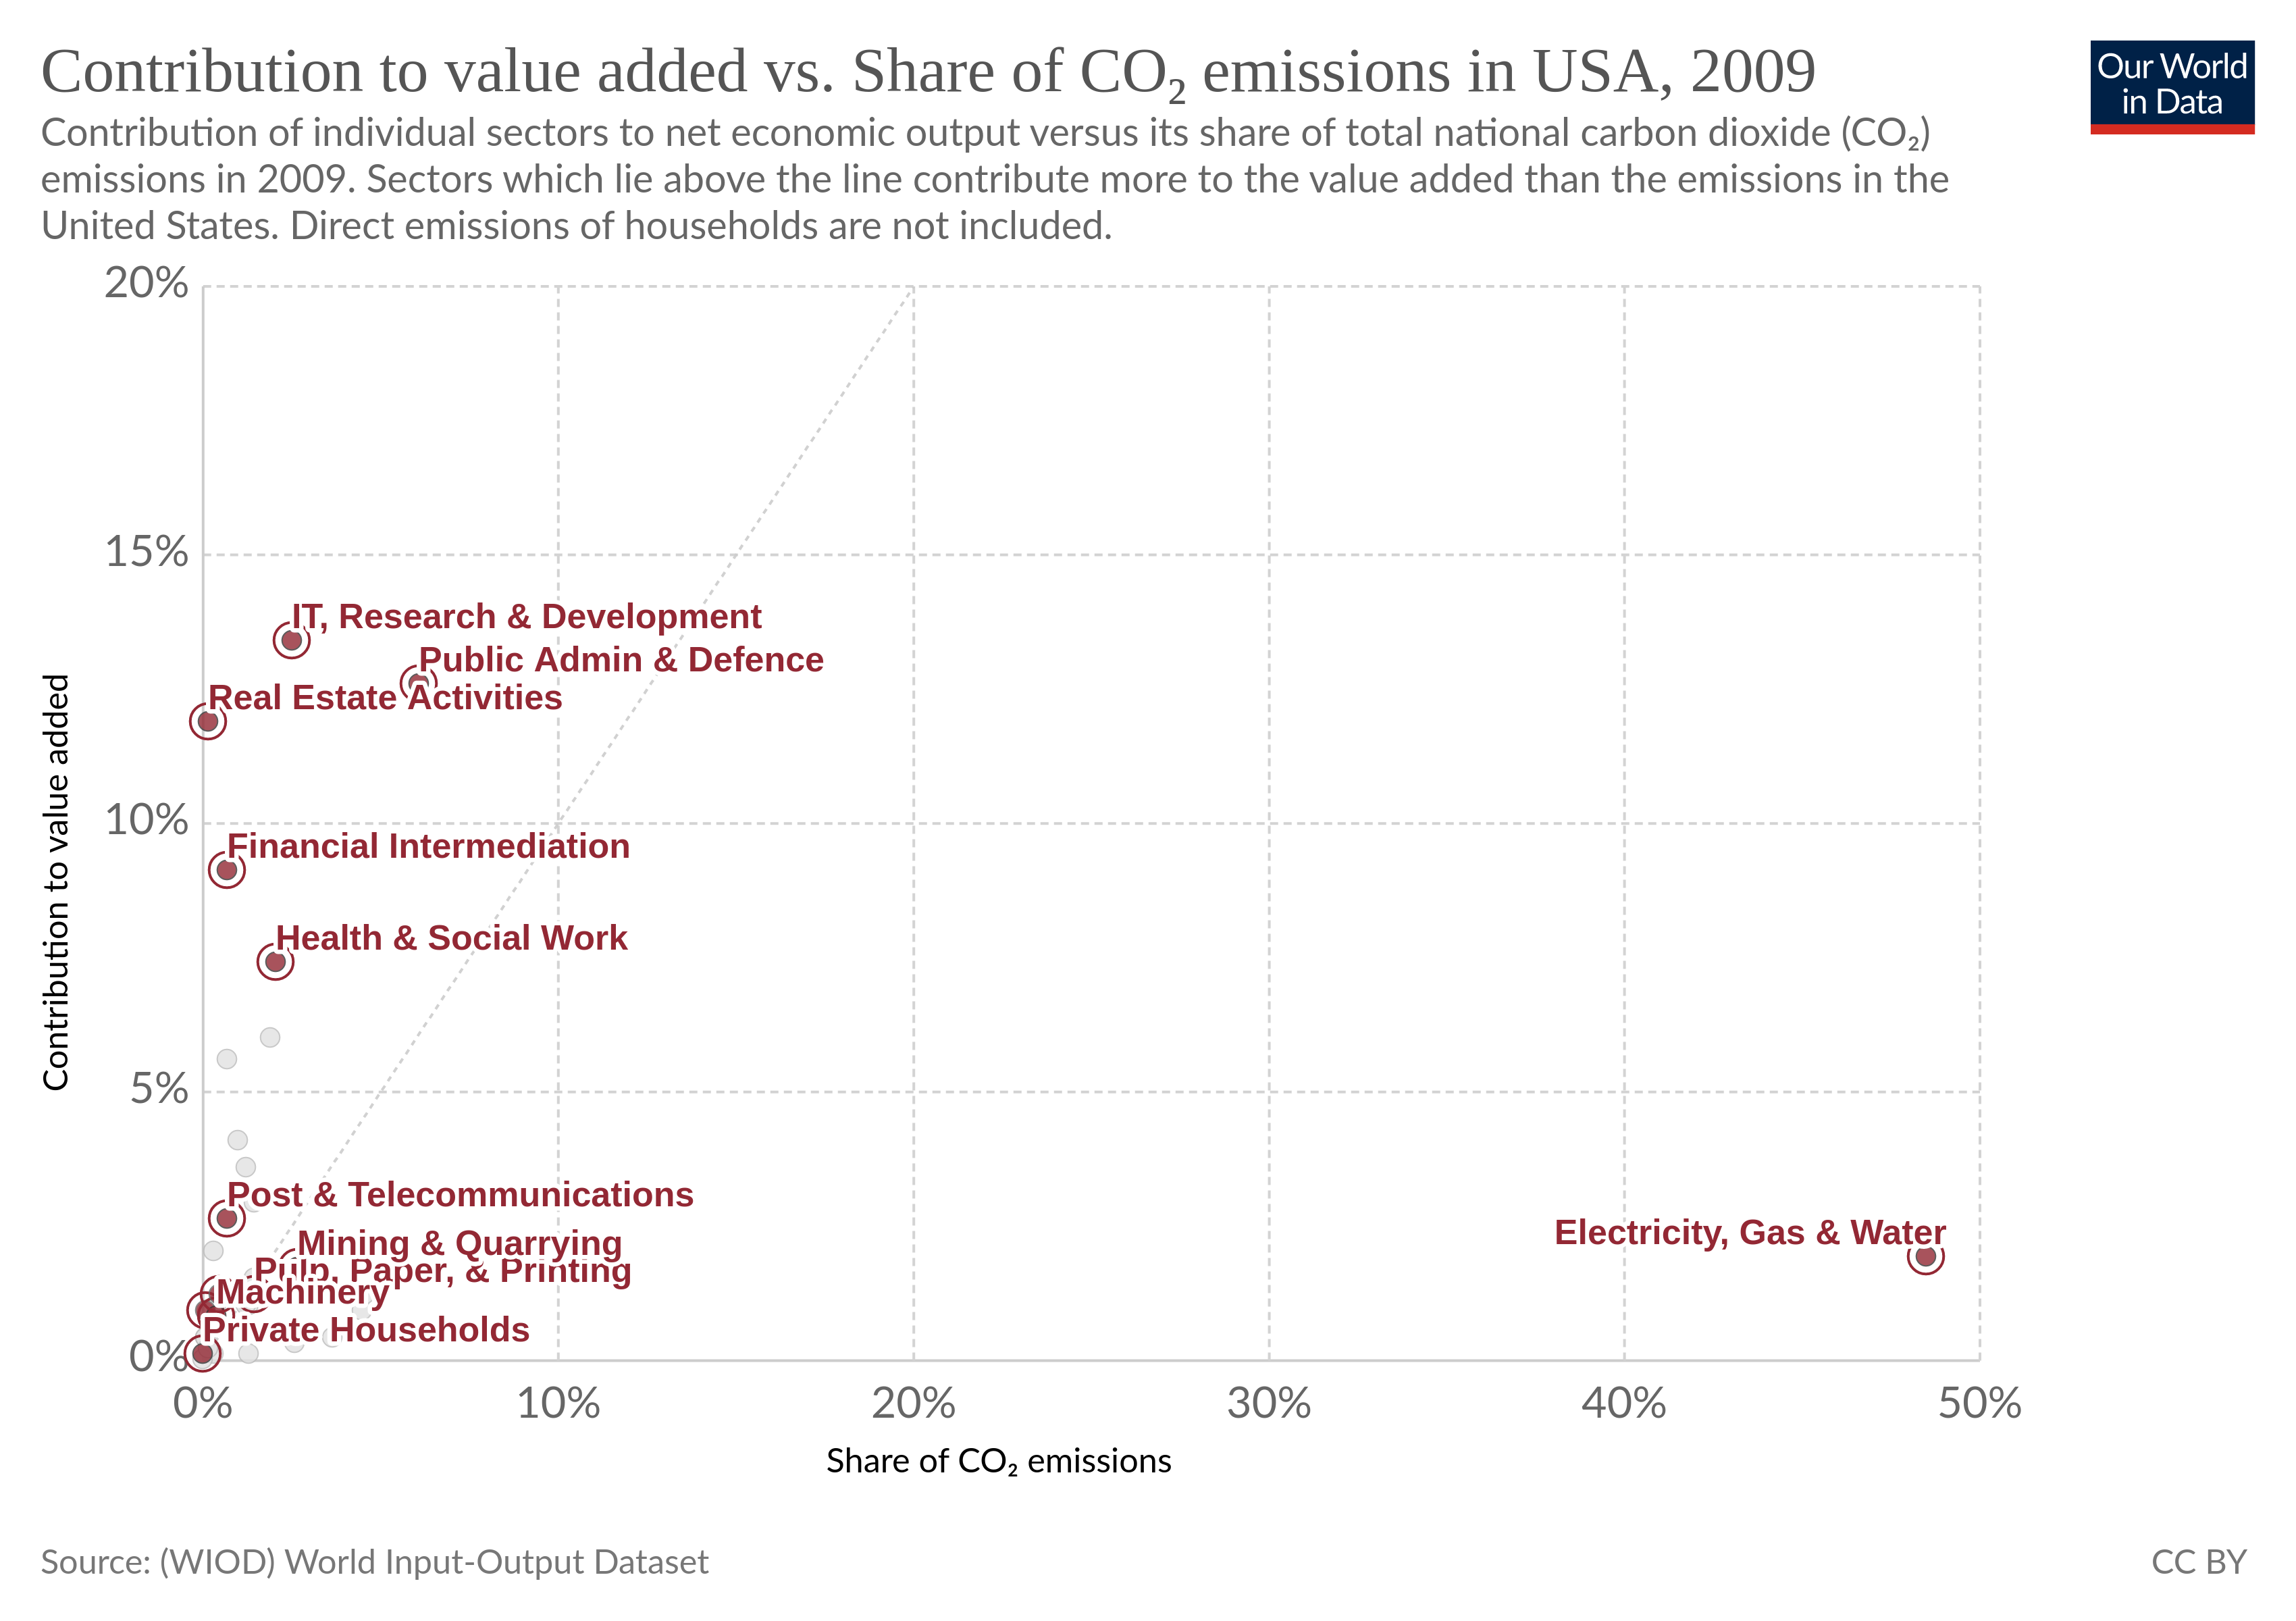 Contribution to value added vs. Share of CO₂ emissions in USA, 2009
Our World
in Data
Contribution of individual sectors to net economic output versus its share of total national carbon dioxide (CO₂)
emissions in 2009. Sectors which lie above the line contribute more to the value added than the emissions in the
United States. Direct emissions of households are not included.
20%
15%
10%
5%
0%
Contribution to value added
IT, Research & Development
Public Admin & Defence
Real Estate Activities
Financial Intermediation
Health & Social Work
Post & Telecommunications
Mining & Quarrying
Electricity, Gas & Water
Pulp, Paper, & Printing
Machinery
Private Households
0%
10%
20%
30%
40%
50%
Share of CO₂ emissions
Source: (WIOD) World Input-Output Dataset
CC BY